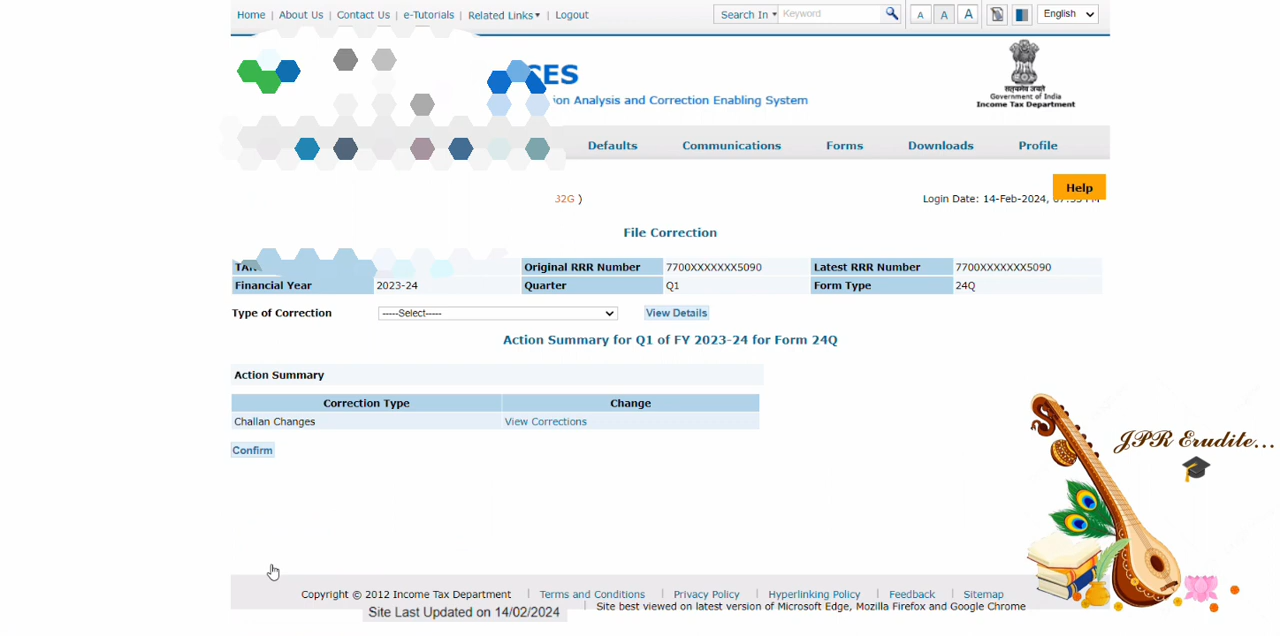 Home | About Us | Contact Us | e-Tutorials | Related Links | Logout
Search In Keyword
A A A English
CES
ion Analysis and Correction Enabling System
सत्यमेव जयते
Government of India
Income Tax Department
Defaults Communications Forms Downloads Profile
Help
32G )
Login Date: 14-Feb-2024,
File Correction
TAN Original RRR Number 7700XXXXXXX5090 Latest RRR Number 7700XXXXXXX5090
Financial Year 2023-24 Quarter Q1 Form Type 24Q
Type of Correction -----Select----- View Details
Action Summary for Q1 of FY 2023-24 for Form 24Q
Action Summary
Correction Type Change
Challan Changes View Corrections
Confirm
JPR Erudite...
Copyright © 2012 Income Tax Department | Terms and Conditions | Privacy Policy | Hyperlinking Policy | Feedback | Sitemap
Site Last Updated on 14/02/2024 | Site best viewed on latest version of Microsoft Edge, Mozilla Firefox and Google Chrome